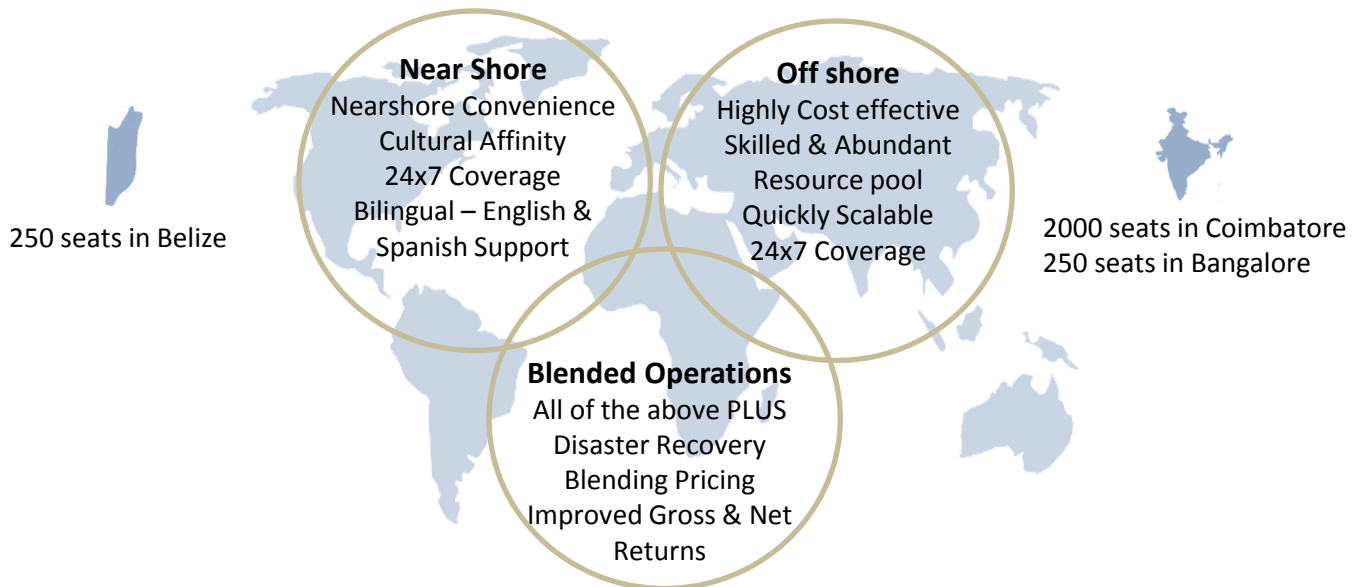 Near Shore
Nearshore Convenience
Cultural Affinity
24x7 Coverage
Bilingual – English &
Spanish Support
Off shore
Highly Cost effective
Skilled & Abundant
Resource pool
Quickly Scalable
24x7 Coverage
250 seats in Belize
2000 seats in Coimbatore
250 seats in Bangalore
Blended Operations
All of the above PLUS
Disaster Recovery
Blending Pricing
Improved Gross & Net
Returns